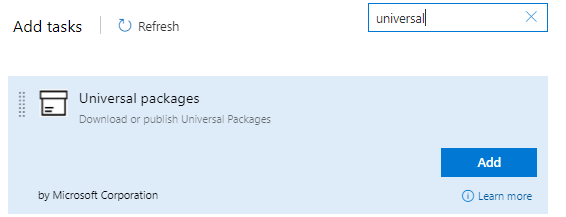 Add tasks
Refresh
universal
Universal packages
Download or publish Universal Packages
Add
by Microsoft Corporation
Learn more